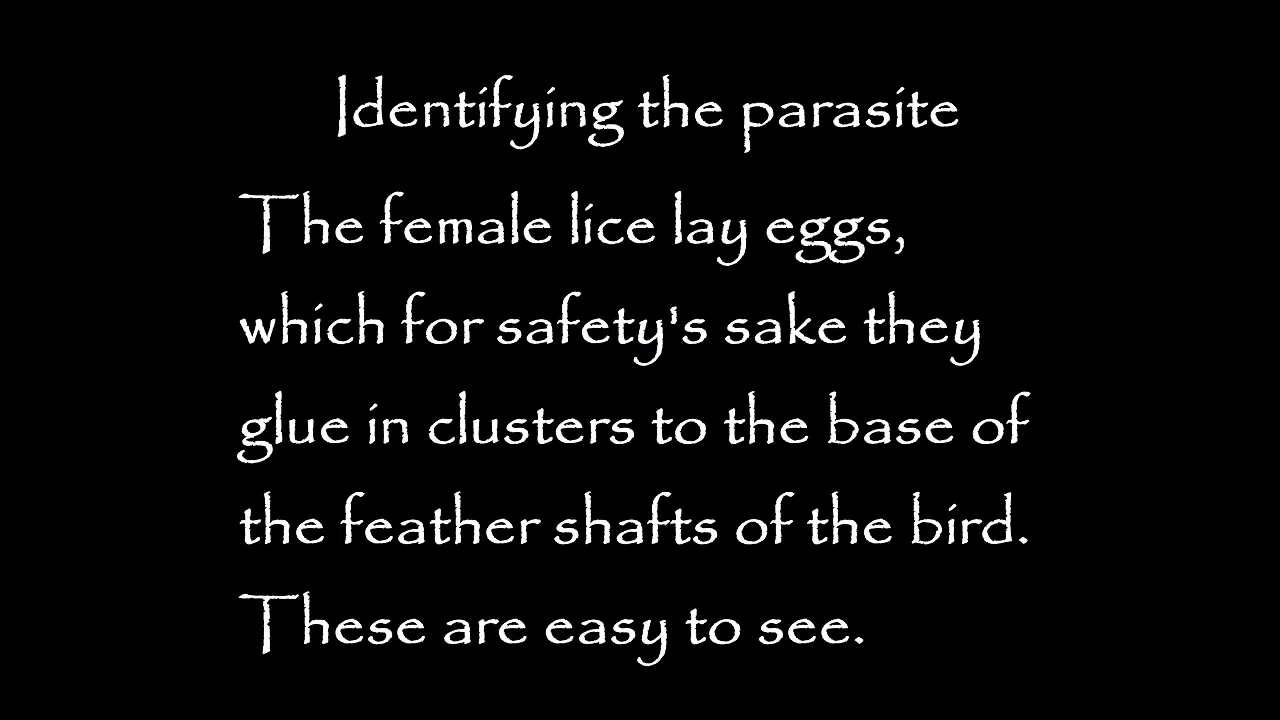 Identifying the parasite
The female lice lay eggs,
which for safety's sake they
glue in clusters to the base of
the feather shafts of the bird.
These are easy to see.